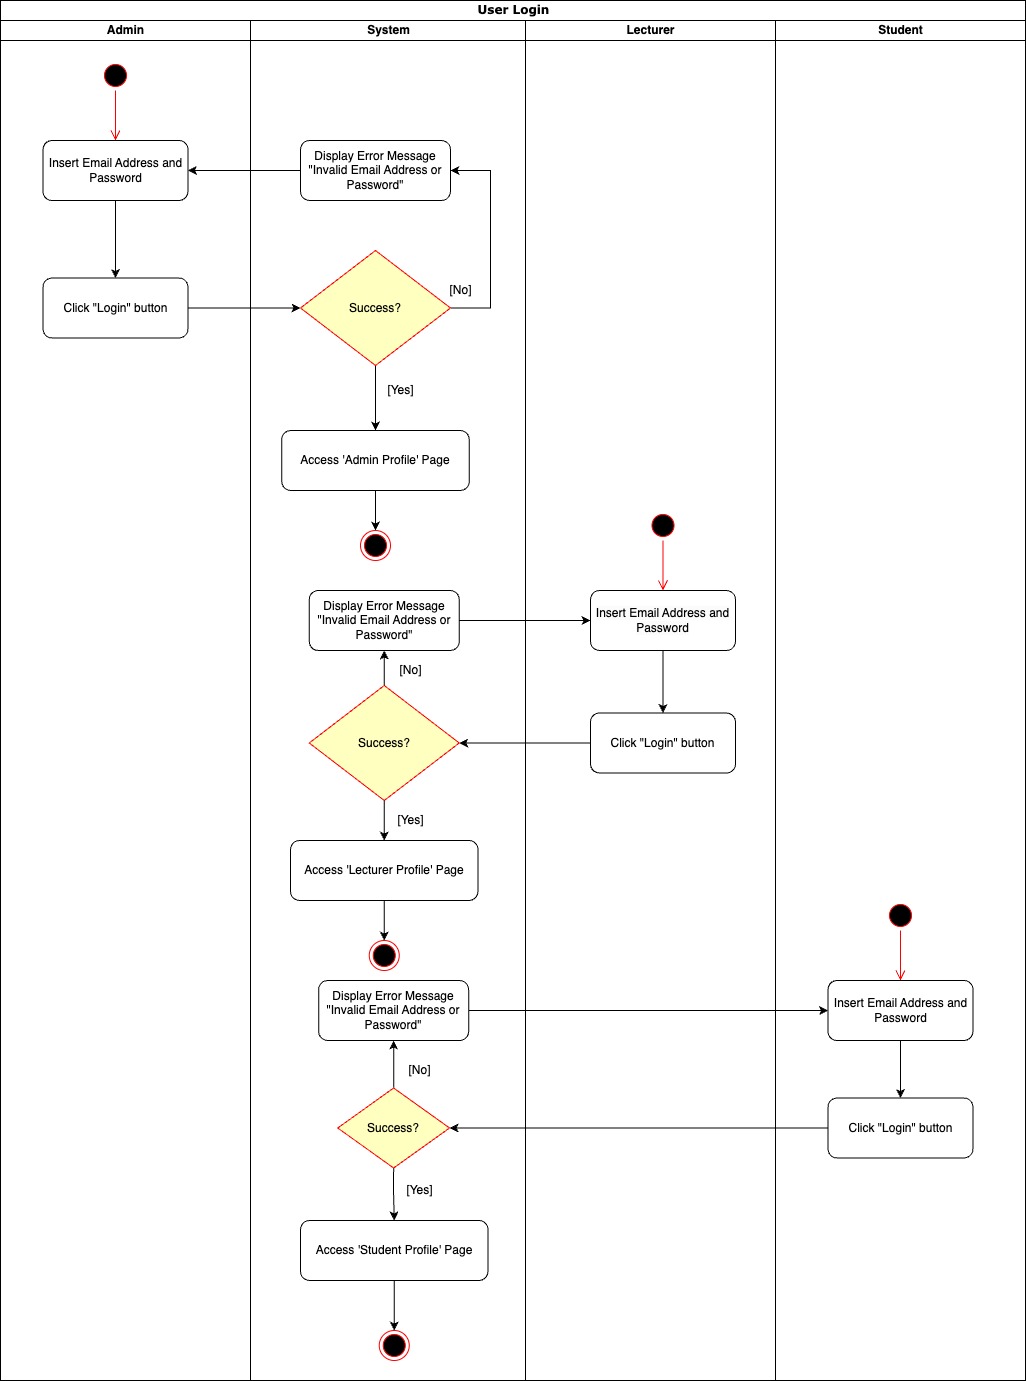 User Login
Admin
System
Lecturer
Student
Insert Email Address and
Password
Display Error Message
"Invalid Email Address or
Password"
Click "Login" button
Success?
[No]
[Yes]
Access 'Admin Profile' Page
Display Error Message
"Invalid Email Address or
Password"
Insert Email Address and
Password
[No]
Success?
Click "Login" button
[Yes]
Access 'Lecturer Profile' Page
Display Error Message
"Invalid Email Address or
Password"
Insert Email Address and
Password
[No]
Success?
Click "Login" button
[Yes]
Access 'Student Profile' Page